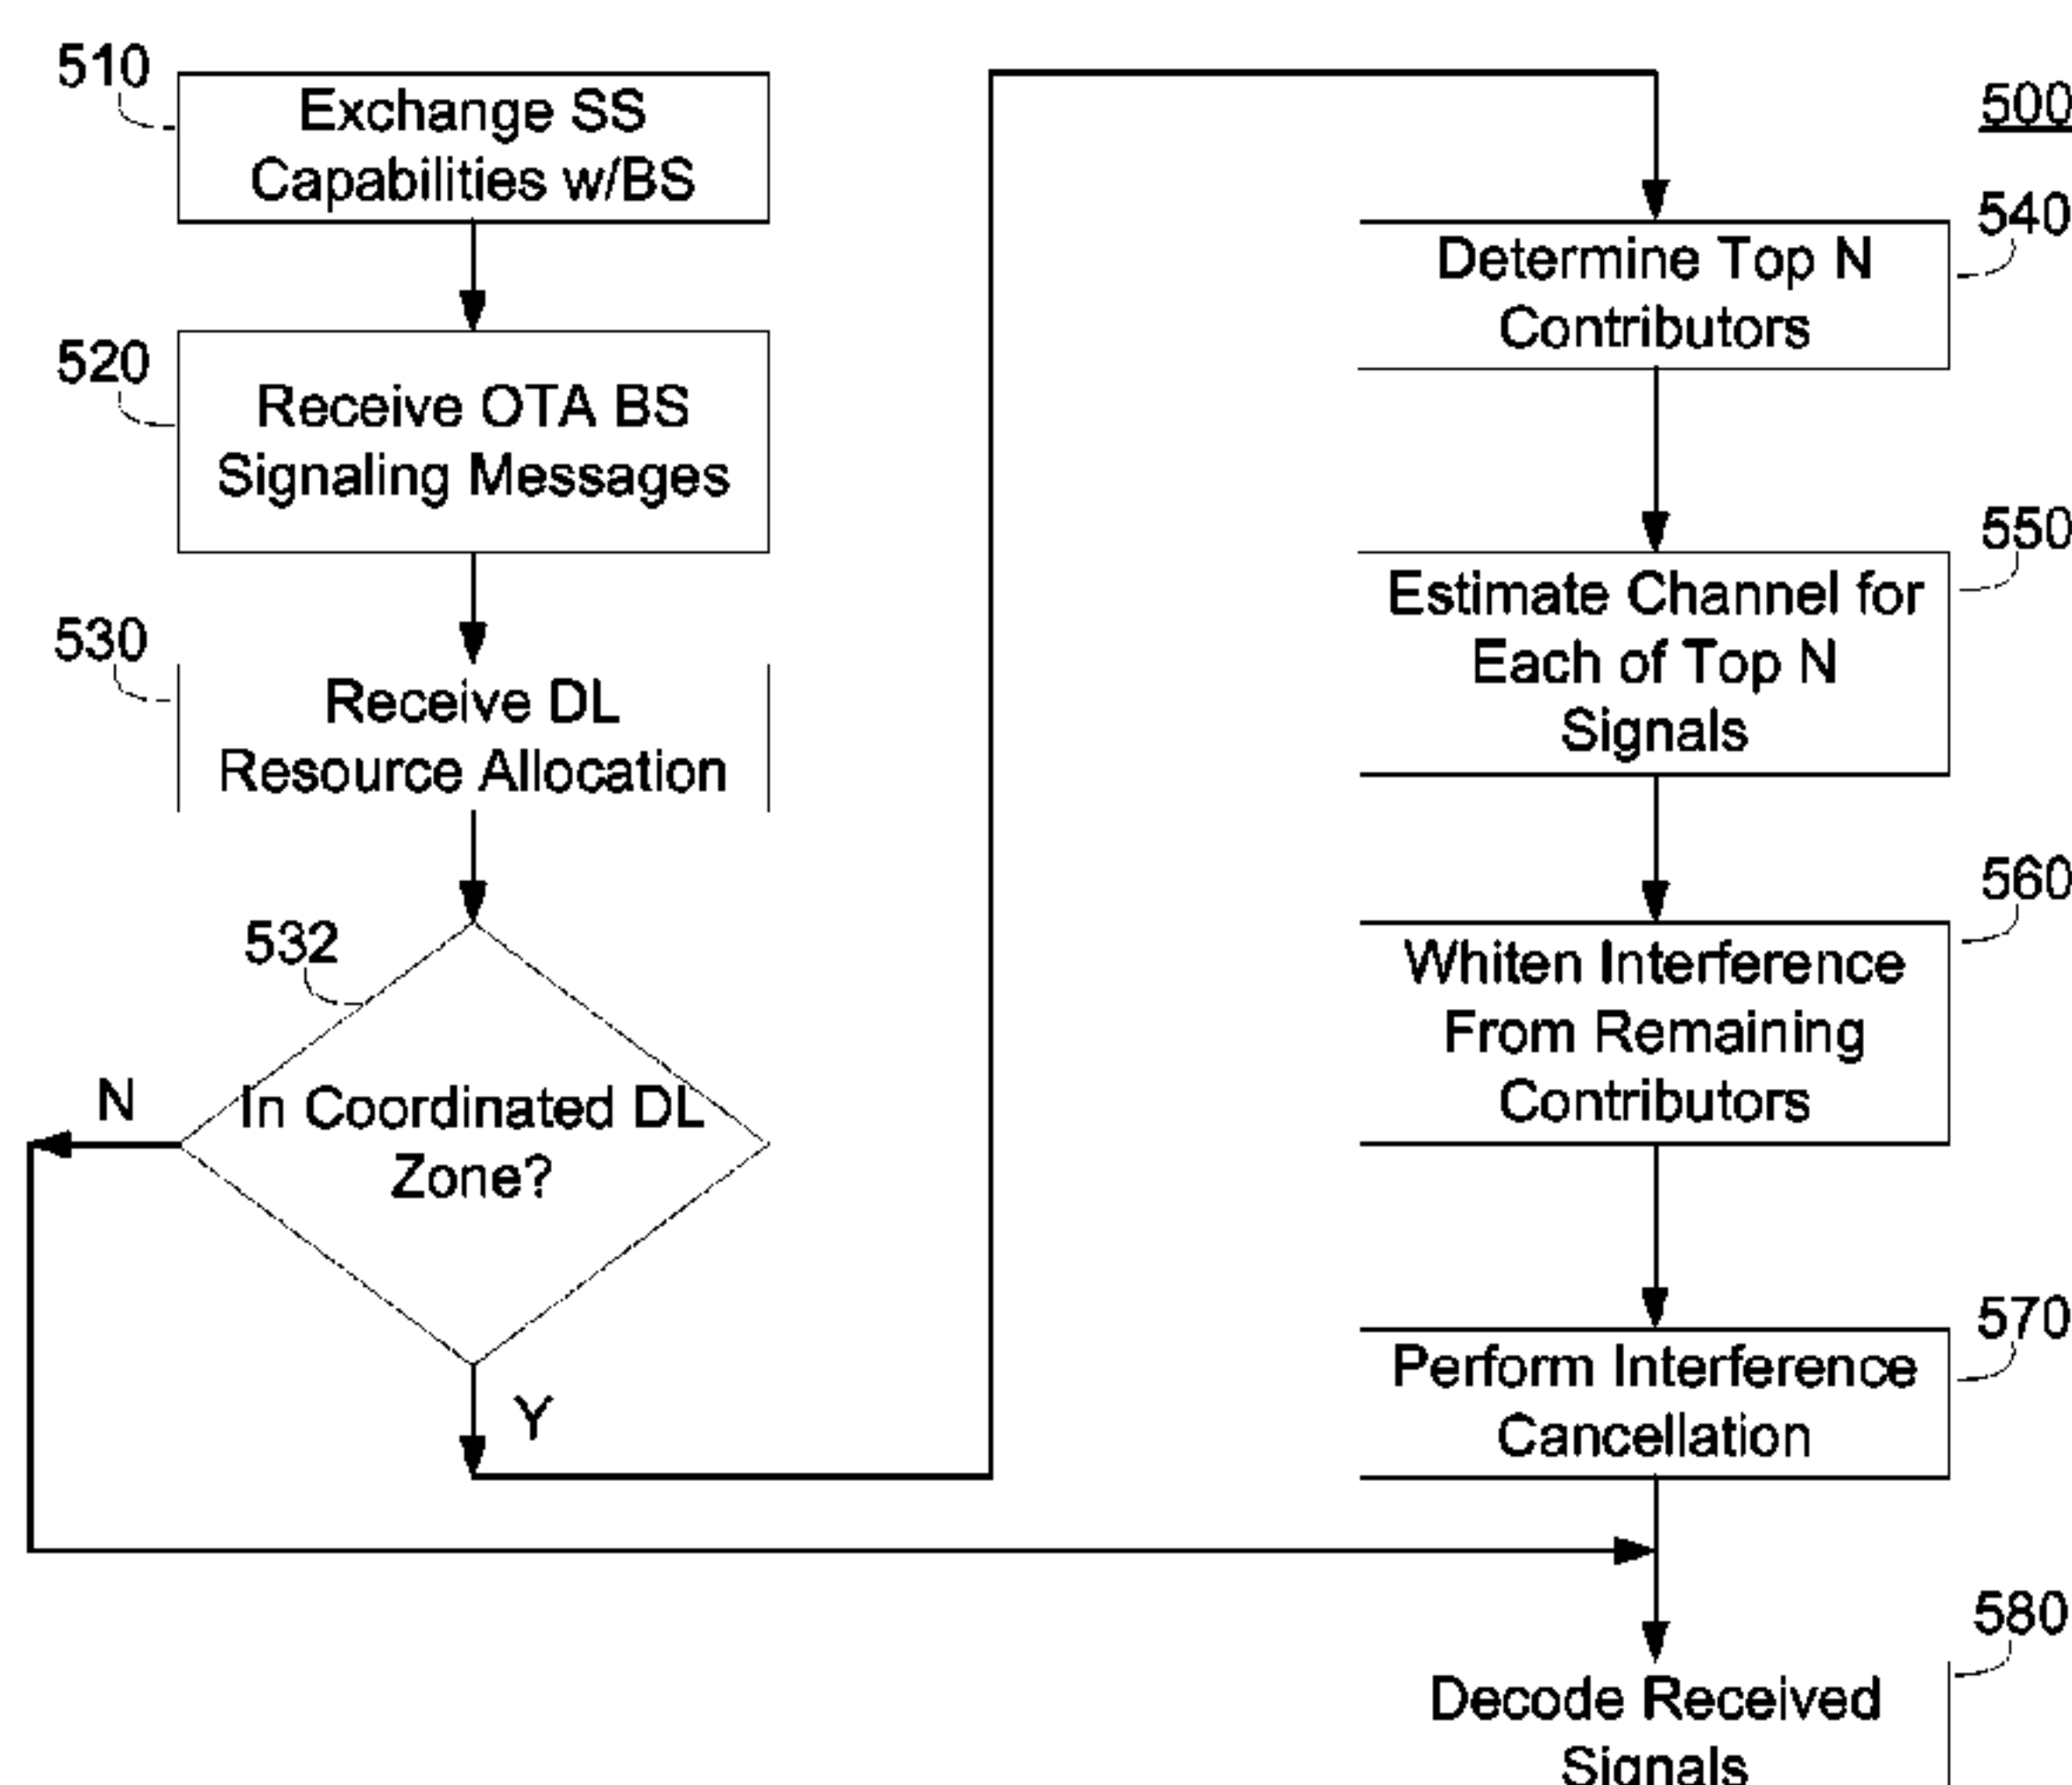 510
Exchange SS
Capabilities w/BS
520
Receive OTA BS
Signaling Messages
530
Receive DL
Resource Allocation
532
In Coordinated DL
Zone?
N
Y
500
540
Determine Top N
Contributors
550
Estimate Channel for
Each of Top N
Signals
560
Whiten Interference
From Remaining
Contributors
570
Perform Interference
Cancellation
580
Decode Received
Signals